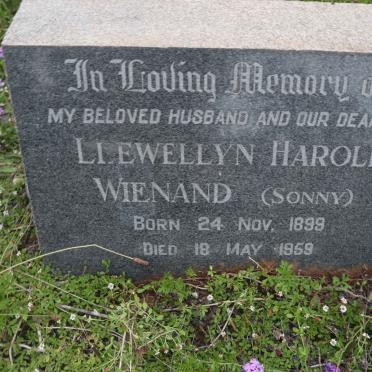 In Loving Memory o
MY BELOVED HUSBAND AND OUR DEA
LLEWELLYN HAROL
WIENAND (SONNY)
BORN 24 NOV. 1899
DIED 18 MAY 1959